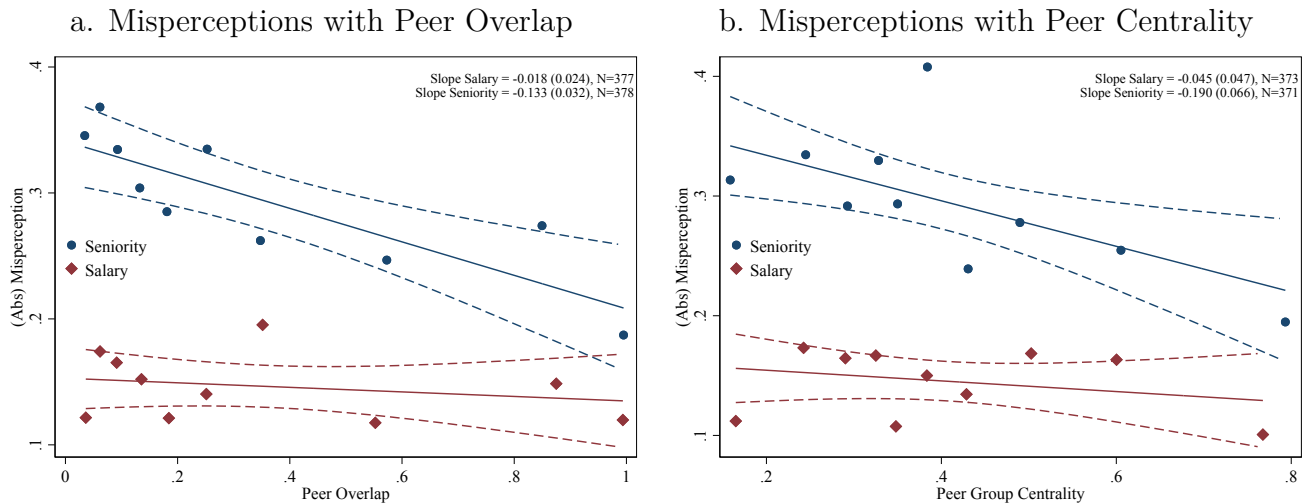 a. Misperceptions with Peer Overlap
Slope Salary = -0.018 (0.024), N=377
Slope Seniority = -0.133 (0.032), N=378
(Abs) Misperception
.4
.3
.2
.1
Seniority
Salary
0
.2
.4
.6
.8
1
Peer Overlap
b. Misperceptions with Peer Centrality
Slope Salary = -0.045 (0.047), N=373
Slope Seniority = -0.190 (0.066), N=371
(Abs) Misperception
.4
.3
.2
.1
Seniority
Salary
.2
.4
.6
.8
Peer Group Centrality